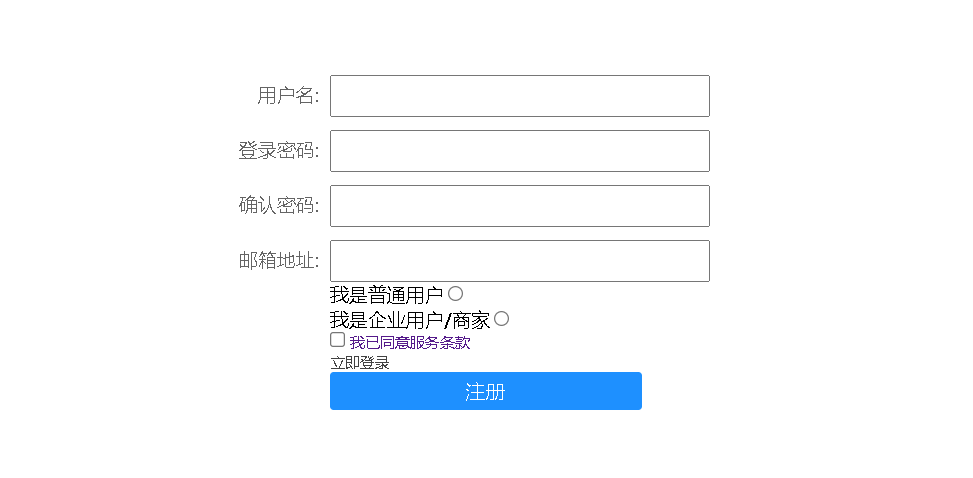 用户名:
登录密码:
确认密码:
邮箱地址:
我是普通用户
我是企业用户/商家
我已同意服务条款
立即登录
注册